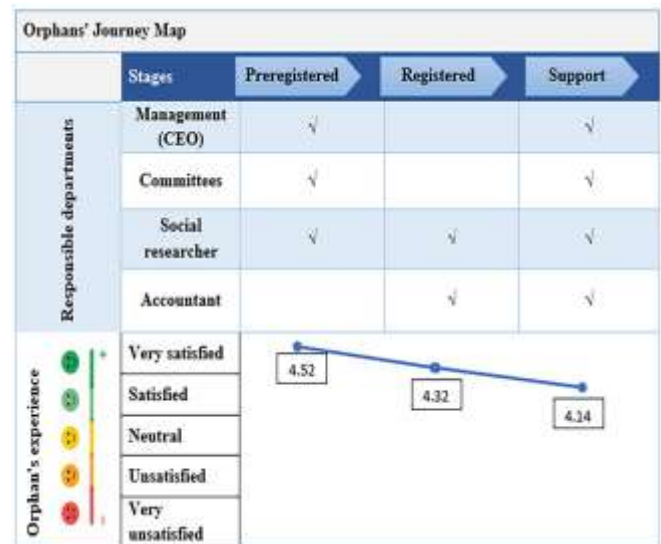 Orphans' Journey Map
Stages
Preregistered
Registered
Support
Responsible departments
Management
(CEO)
√
√
Committees
√
√
Social
researcher
√
√
√
Accountant
√
√
Orphan's experience
+
Very satisfied
Satisfied
Neutral
Unsatisfied
Very
unsatisfied
4.52
4.32
4.14